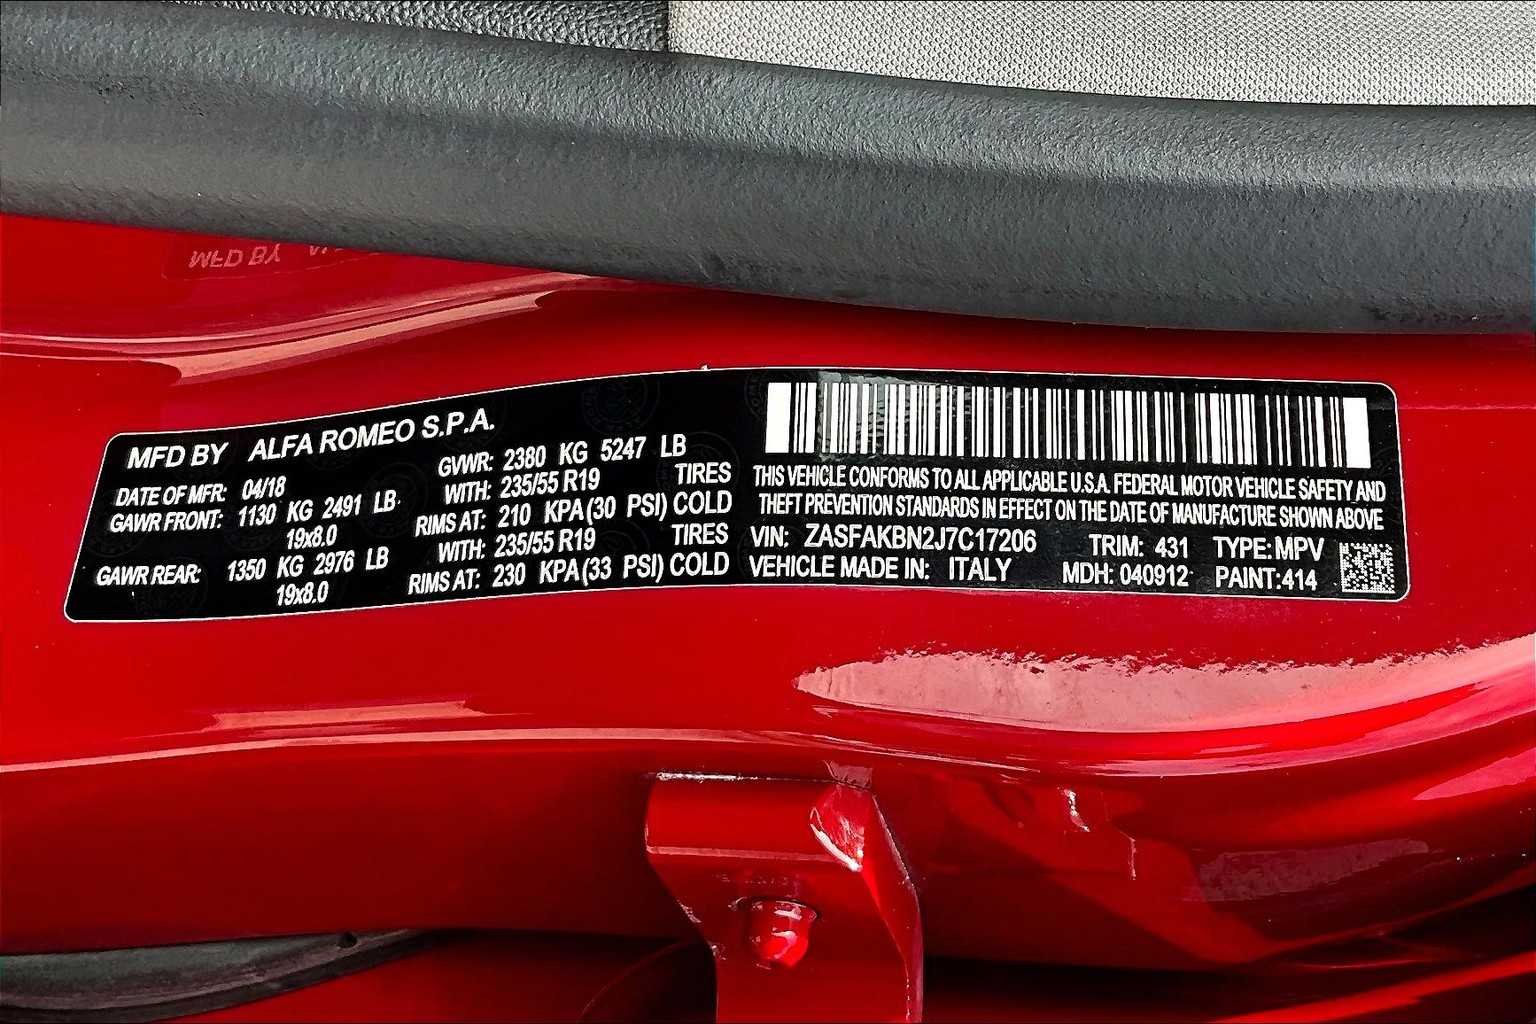 MFD BY ALFA ROMEO S.P.A.
DATE OF MFR: 04/18 GVWR: 2380 KG 5247 LB
GAWR FRONT: 1130 KG 2491 LB WITH: 235/55 R19 TIRES
19x8.0 RIMS AT: 210 KPA(30 PSI) COLD
GAWR REAR: 1350 KG 2976 LB WITH: 235/55 R19 TIRES
19x8.0 RIMS AT: 230 KPA(33 PSI) COLD
THIS VEHICLE CONFORMS TO ALL APPLICABLE U.S.A. FEDERAL MOTOR VEHICLE SAFETY AND
THEFT PREVENTION STANDARDS IN EFFECT ON THE DATE OF MANUFACTURE SHOWN ABOVE
VIN: ZASFAKBN2J7C17206 TRIM: 431 TYPE:MPV
VEHICLE MADE IN: ITALY MDH: 040912 PAINT:414